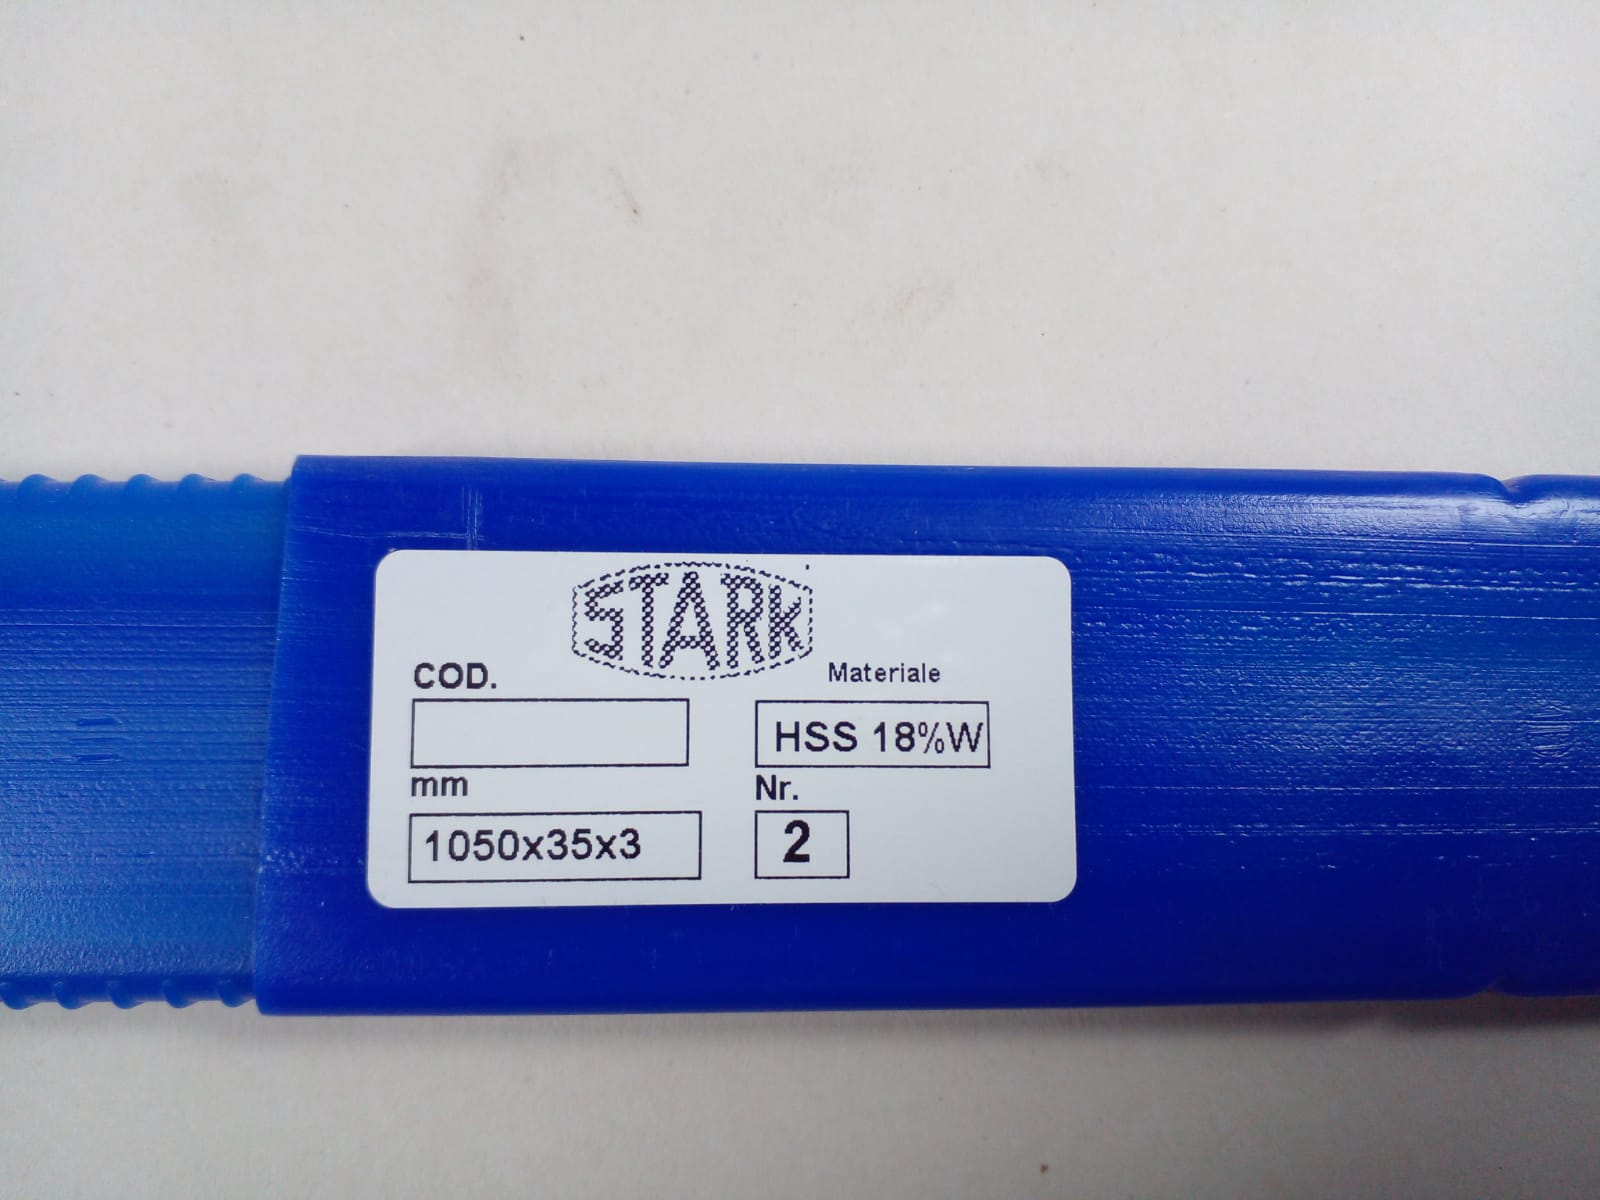 STARK
COD.
Materiale
HSS 18%W
mm
Nr.
1050x35x3
2